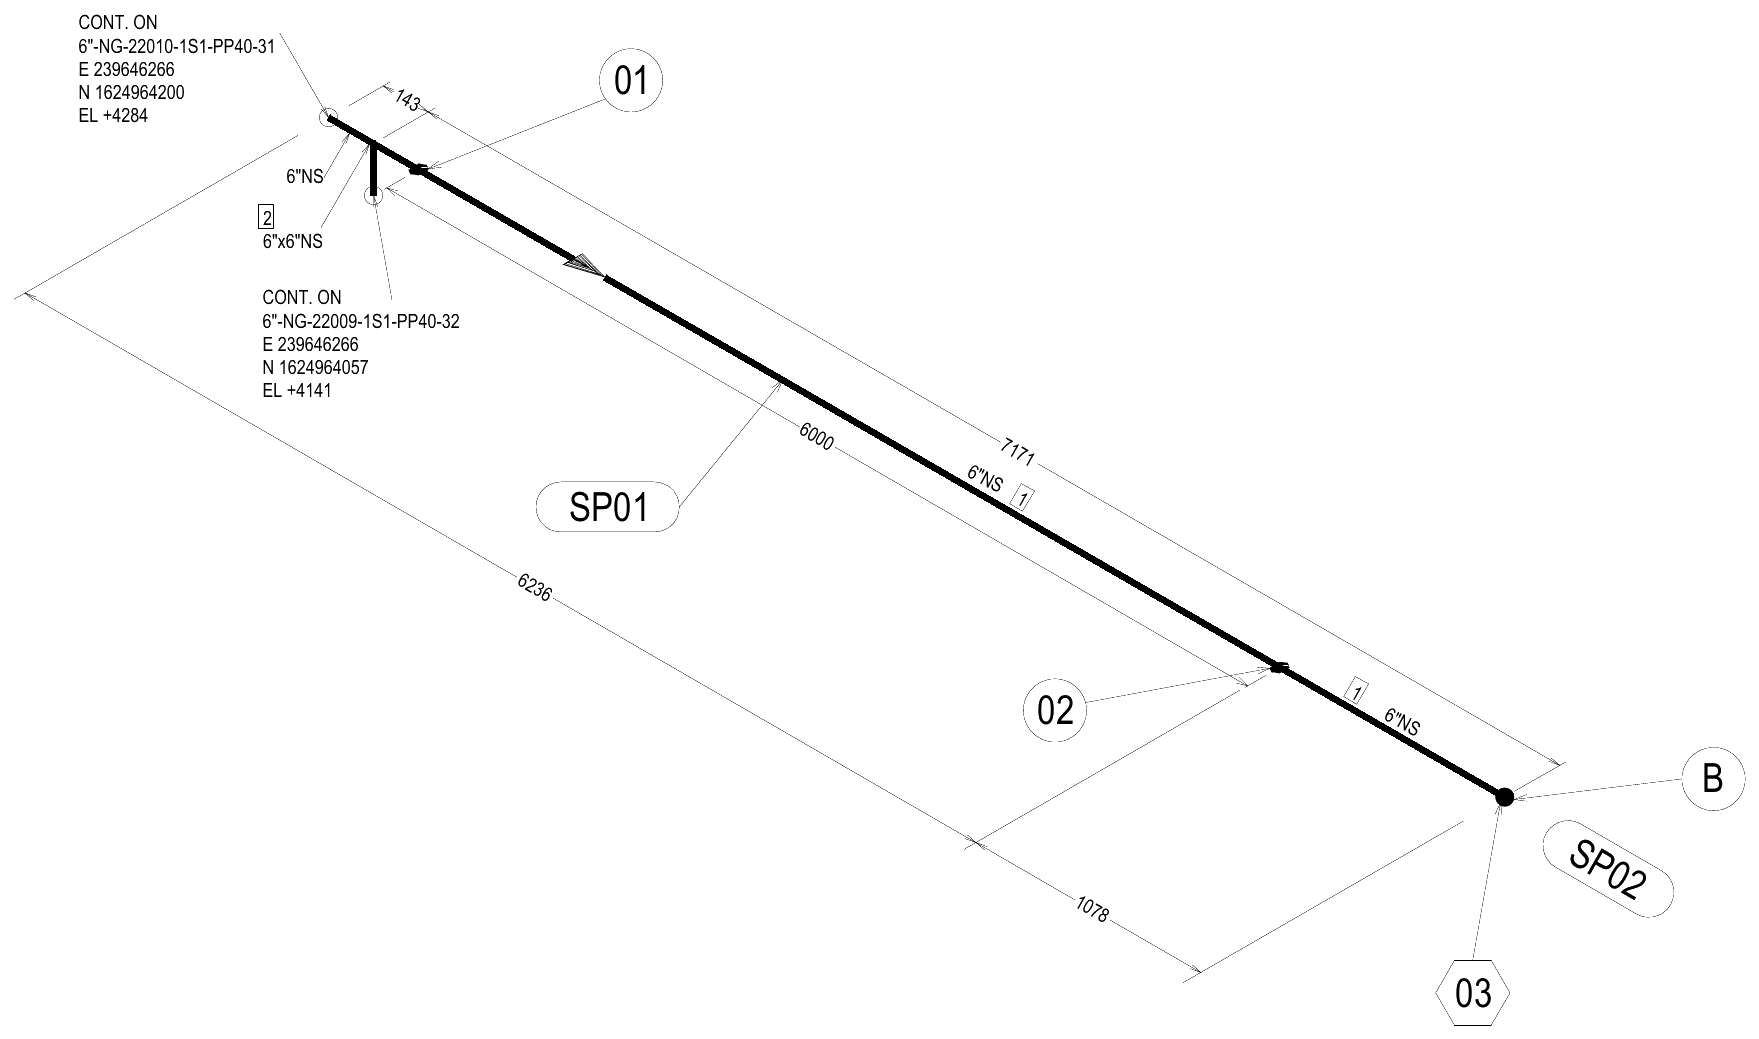 CONT. ON
6"-NG-22010-1S1-PP40-31
E 239646266
N 1624964200
EL +4284
01
143
6"NS
2
6"x6"NS
CONT. ON
6"-NG-22009-1S1-PP40-32
E 239646266
N 1624964057
EL +4141
6000
7171
6"NS
1
SP01
6236
02
1
6"NS
B
SP02
1078
03